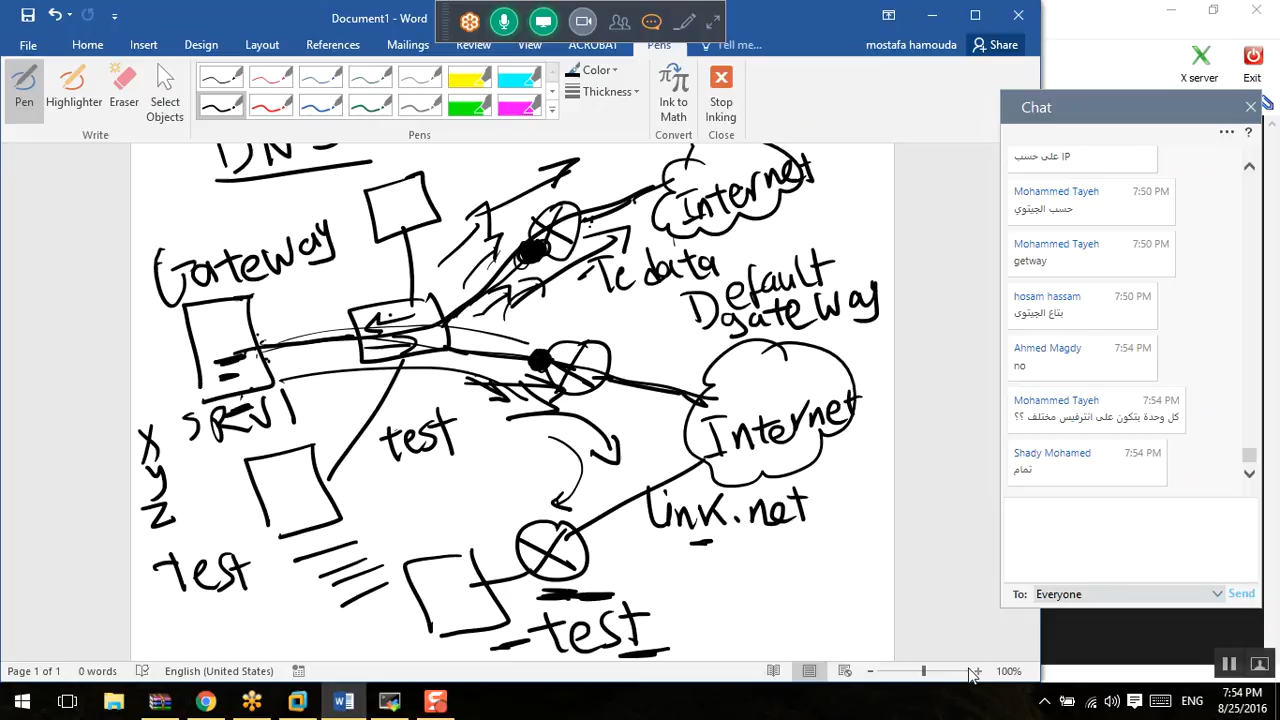 Document1 - Word
File
Home
Insert
Design
Layout
References
Mailings
Review
View
ACROBAT
Pens
Tell me...
mostafa hamouda
Share
X server
Exit
Pen
Highlighter
Eraser
Select Objects
Write
Pens
Color
Thickness
Ink to Math
Convert
Stop Inking
Close
Chat
IP على حسب
Mohammed Tayeh 7:50 PM
حسب الجيتوي
Mohammed Tayeh 7:50 PM
getway
hosam hassam 7:50 PM
بتاع الجيتوى
Ahmed Magdy 7:54 PM
no
Mohammed Tayeh 7:54 PM
كل وحدة بتكون على انترفيس مختلف ؟؟
Shady Mohamed 7:54 PM
تمام
To: Everyone
Send
DNS
Internet
Gateway
Te data
Default
gateway
SRV1
Internet
test
X
y
Z
link.net
test
test
Page 1 of 1
0 words
English (United States)
100%
ENG
7:54 PM
8/25/2016